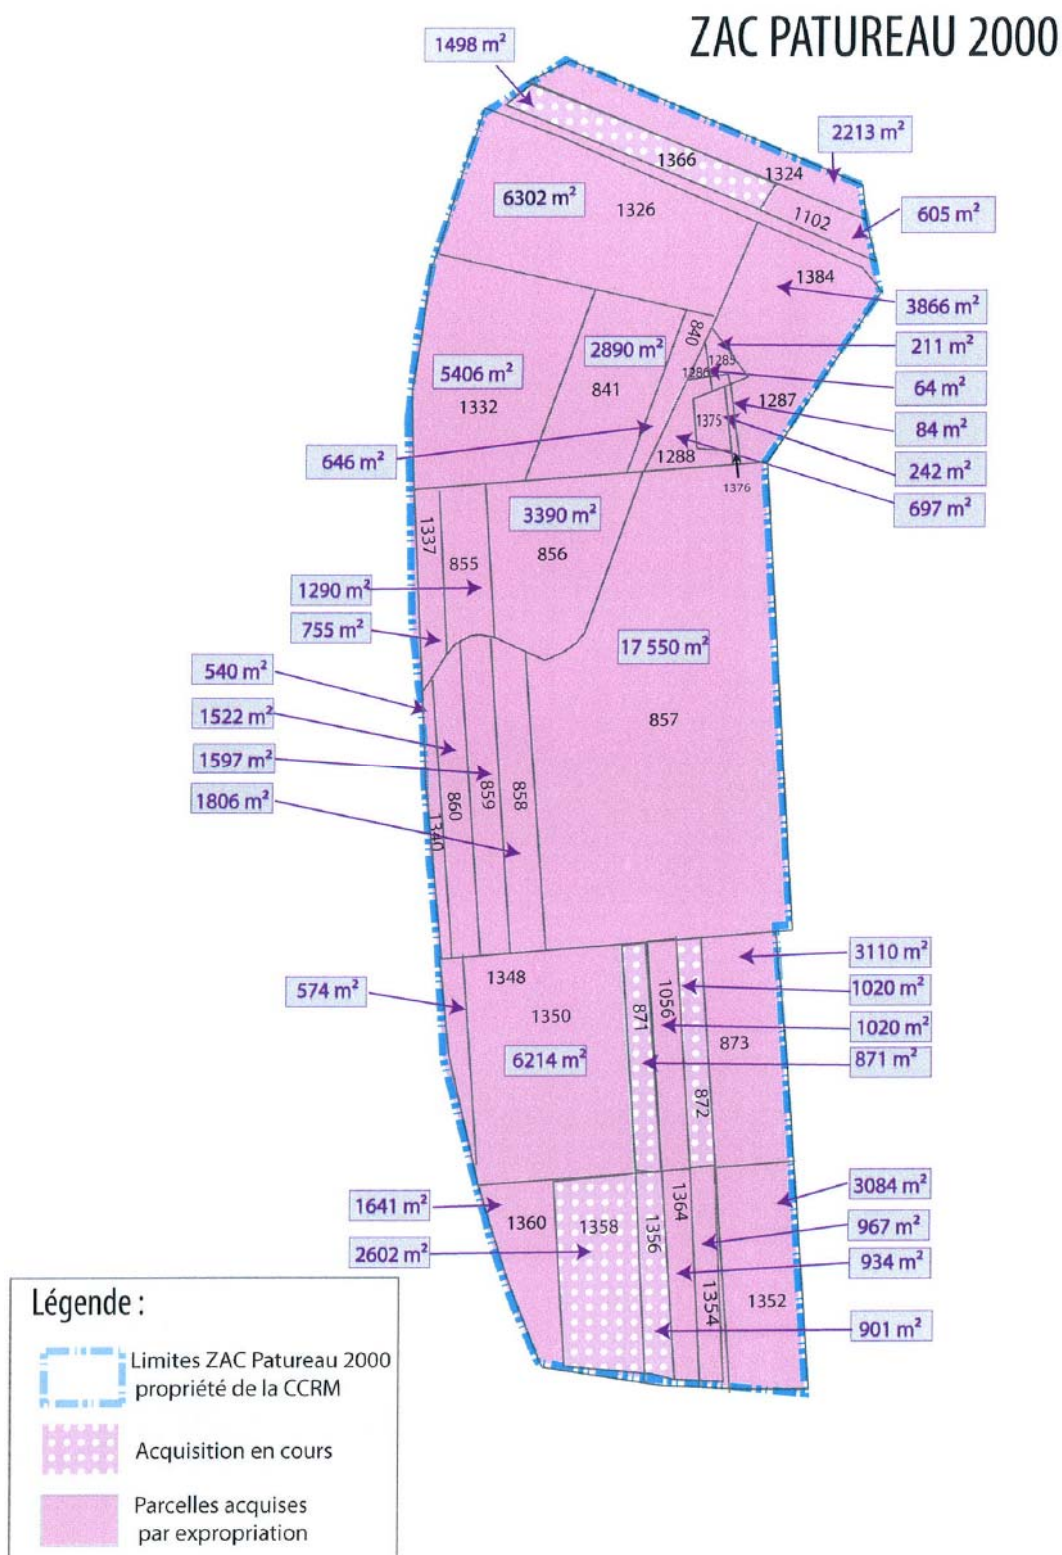 ZAC PATUREAU 2000
1498 m²
2213 m²
1366
1324
6302 m²
1326
1102
605 m²
1384
3866 m²
840
2890 m²
211 m²
1285
5406 m²
1286
64 m²
841
1332
1287
84 m²
1375
646 m²
1288
242 m²
1376
697 m²
3390 m²
1337
855
856
1290 m²
755 m²
17 550 m²
540 m²
857
1522 m²
1597 m²
1806 m²
860
859
858
1340
3110 m²
574 m²
1348
1020 m²
1350
871
1056
1020 m²
873
6214 m²
871 m²
872
3084 m²
1641 m²
1360
1358
1356
1364
967 m²
2602 m²
934 m²
1354
1352
901 m²
Légende :
Limites ZAC Patureau 2000
propriété de la CCRM
Acquisition en cours
Parcelles acquises
par expropriation